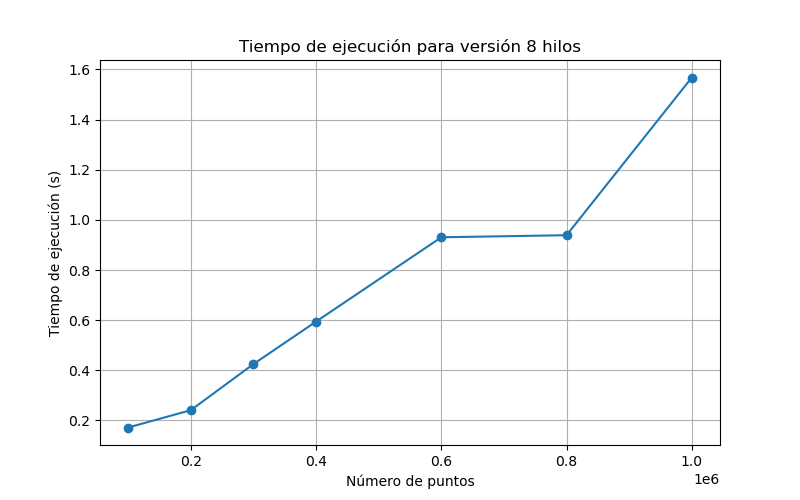 Tiempo de ejecución para versión 8 hilos
Tiempo de ejecución (s)
1.6
1.4
1.2
1.0
0.8
0.6
0.4
0.2
0.2 0.4 0.6 0.8 1.0
1e6
Número de puntos